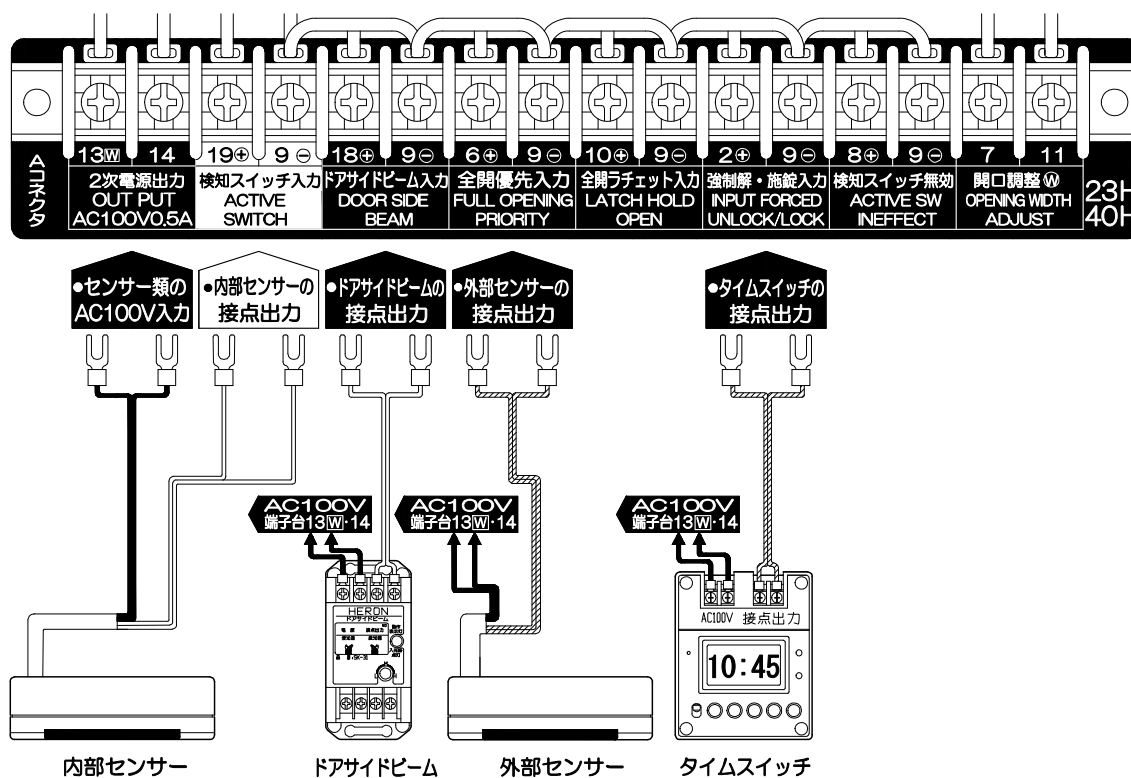 13W 14 19⊕ 9⊖ 18⊕ 9⊖ 6⊕ 9⊖ 10⊕ 9⊖ 2⊕ 9⊖ 8⊕ 9⊖ 7 11
Aコネクタ
2次電源出力
OUT PUT
AC100V0.5A
検知スイッチ入力
ACTIVE
SWITCH
ドアサイドビーム入力
DOOR SIDE
BEAM
全開優先入力
FULL OPENING
PRIORITY
全開ラチェット入力
LATCH HOLD
OPEN
強制解・施錠入力
INPUT FORCED
UNLOCK/LOCK
検知スイッチ無効
ACTIVE SW
INEFFECT
開口調整Ⓦ
OPENING WIDTH
ADJUST
23H
40H
●センサー類の
AC100V入力
●内部センサーの
接点出力
●ドアサイドビームの
接点出力
●外部センサーの
接点出力
●タイムスイッチの
接点出力
AC100V
端子台13W・14
AC100V
端子台13W・14
AC100V
端子台13W・14
HERON
ドアサイドビーム
AC100V 接点出力
10:45
内部センサー
ドアサイドビーム
外部センサー
タイムスイッチ